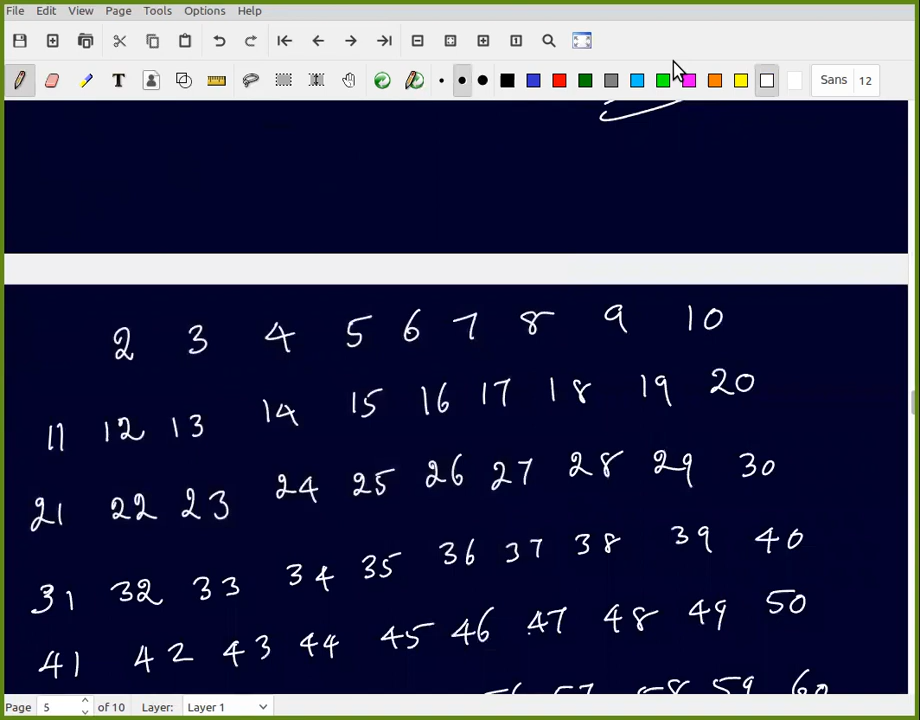 File Edit View Page Tools Options Help
T Sans 12
2 3 4 5 6 7 8 9 10
11 12 13 14 15 16 17 18 19 20
21 22 23 24 25 26 27 28 29 30
31 32 33 34 35 36 37 38 39 40
41 42 43 44 45 46 47 48 49 50
58 59 60
Page 5 of 10 Layer: Layer 1